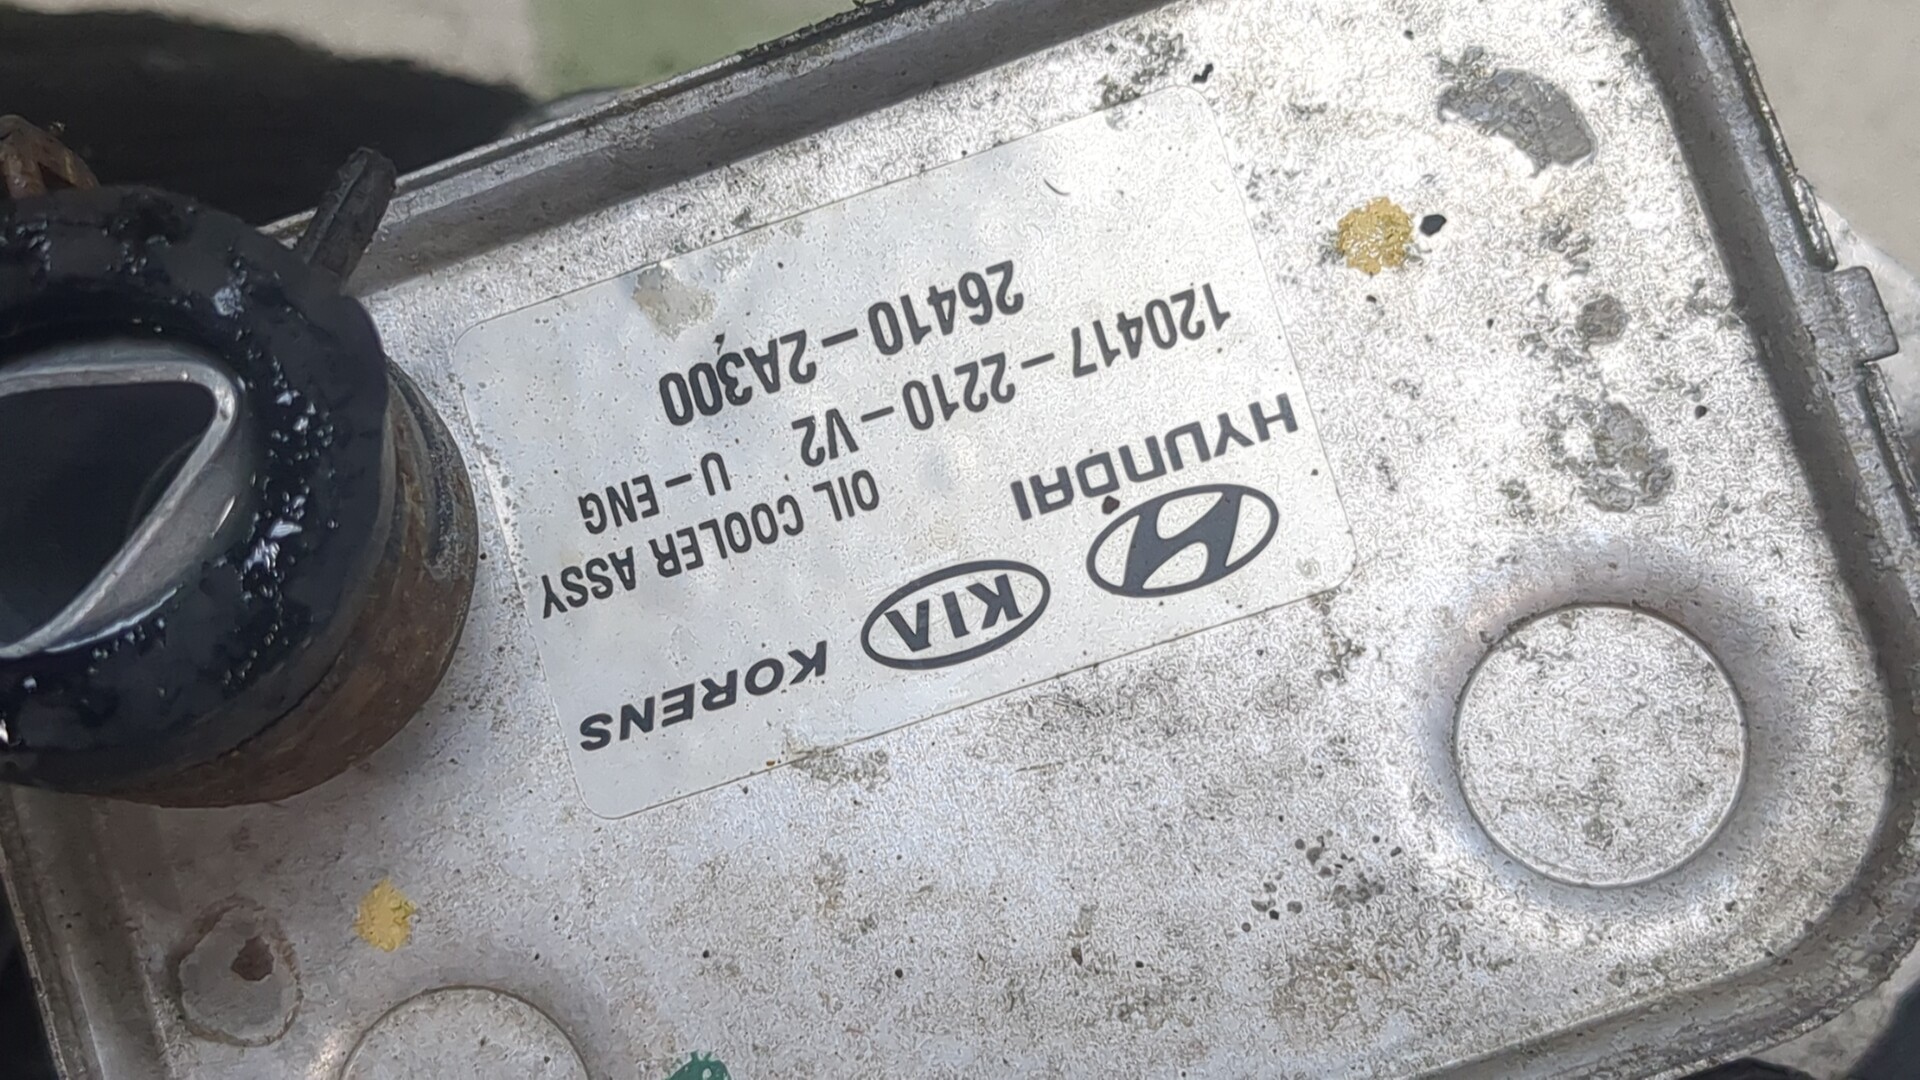 KIA KORENS
HYUNDAI OIL COOLER ASSY
120417-2210-V2 U-ENG
26410-2A300